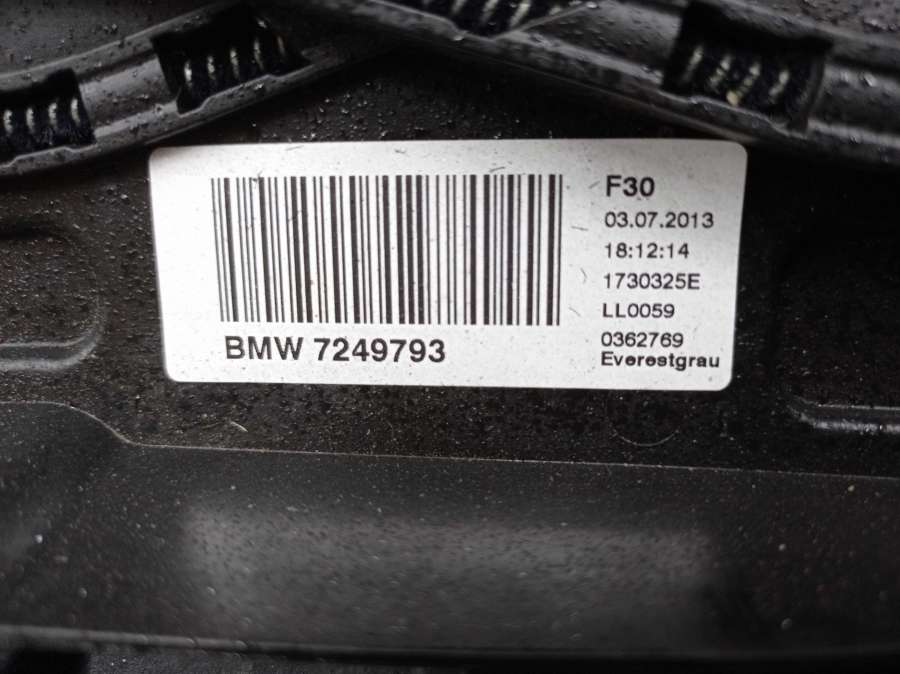 F30
03.07.2013
18:12:14
1730325E
LL0059
0362769
Everestgrau
BMW 7249793